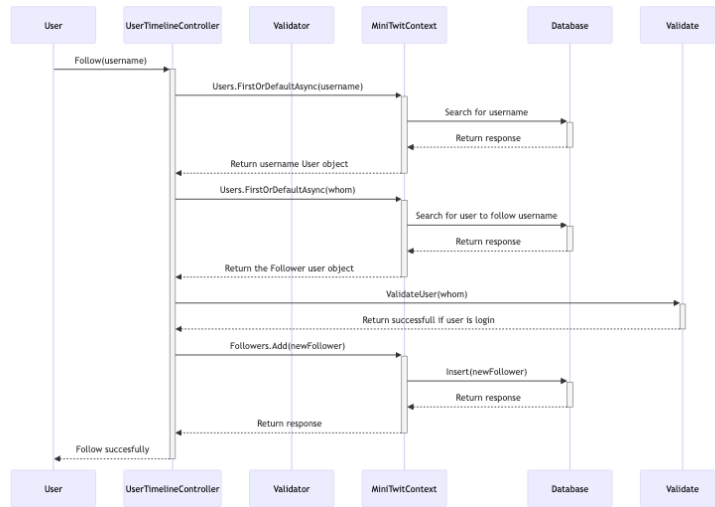 User
UserTimelineController
Validator
MiniTwitContext
Database
Validate
Follow(username)
Users.FirstOrDefaultAsync(username)
Search for username
Return response
Return username User object
Users.FirstOrDefaultAsync(whom)
Search for user to follow username
Return response
Return the Follower user object
ValidateUser(whom)
Return successfull if user is login
Followers.Add(newFollower)
Insert(newFollower)
Return response
Return response
Follow succesfully
User
UserTimelineController
Validator
MiniTwitContext
Database
Validate